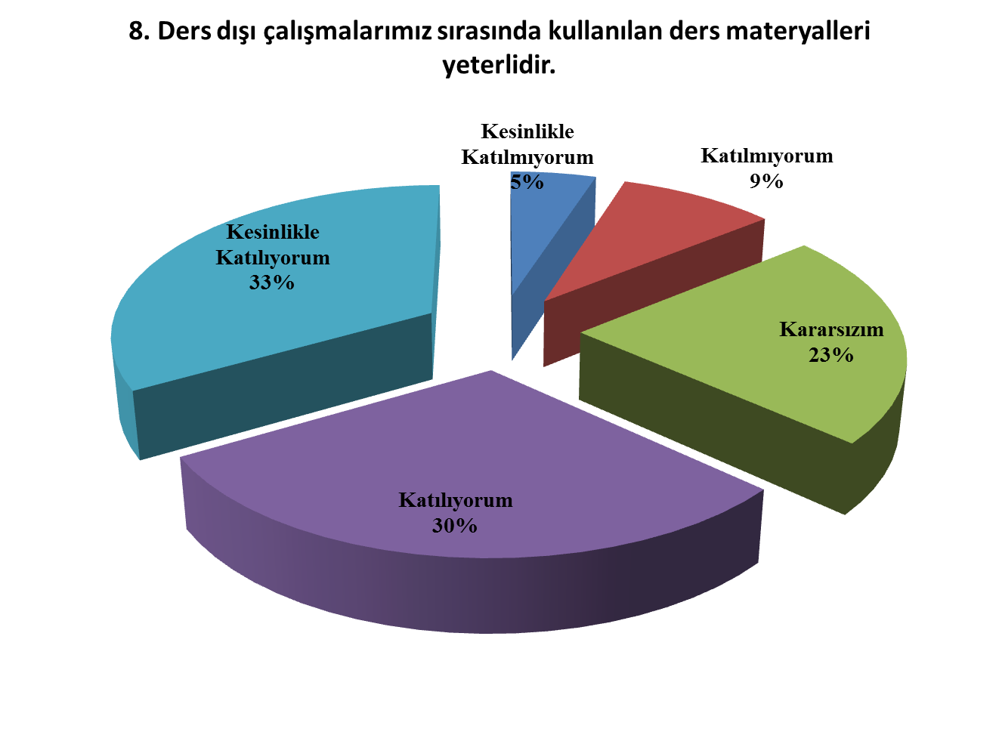 8. Ders dışı çalışmalarımız sırasında kullanılan ders materyalleri
yeterlidir.
Kesinlikle
Katılmıyorum
5%
Katılmıyorum
9%
Kararsızım
23%
Katılıyorum
30%
Kesinlikle
Katılıyorum
33%